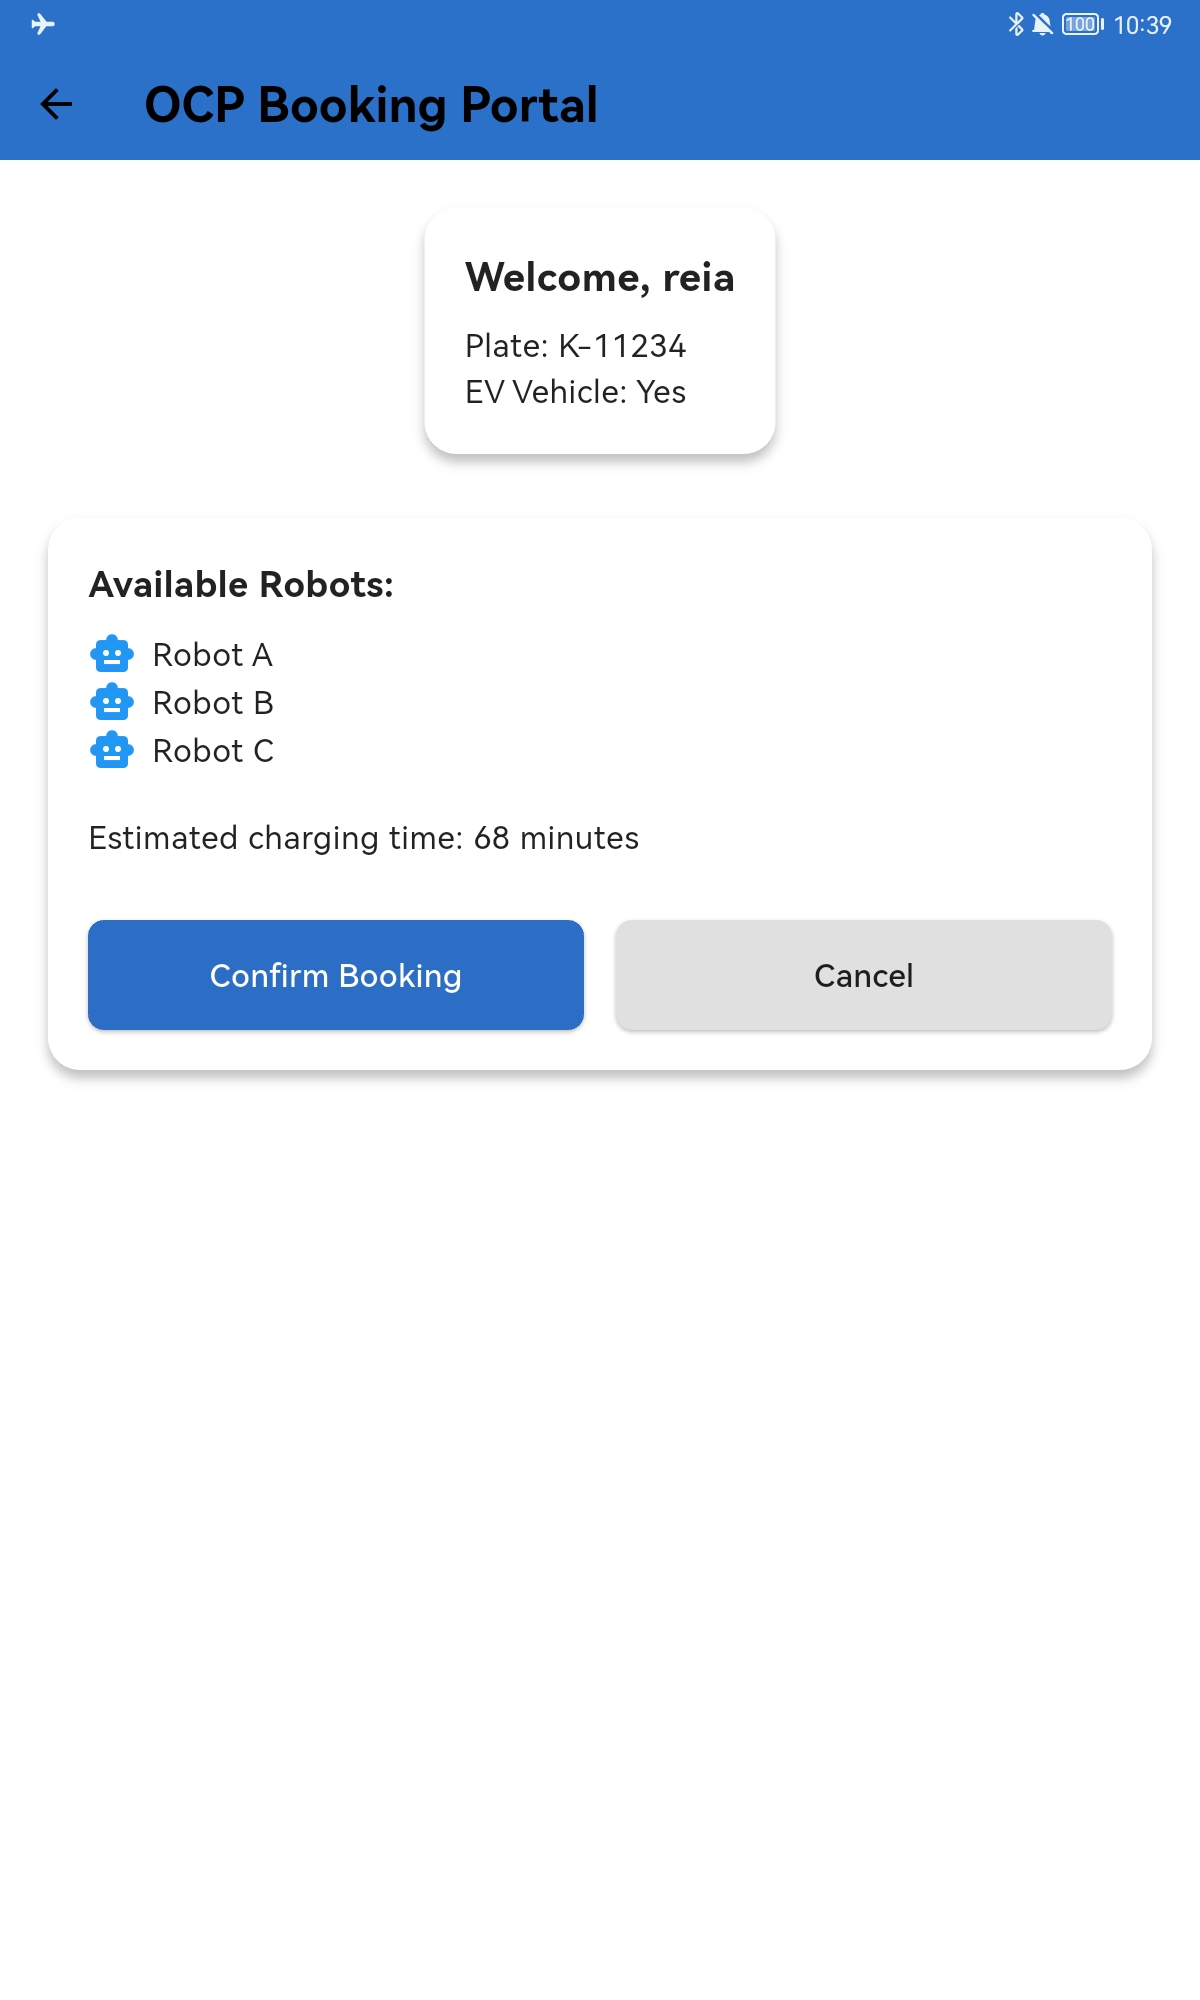 100 10:39
OCP Booking Portal
Welcome, reia
Plate: K-11234
EV Vehicle: Yes
Available Robots:
Robot A
Robot B
Robot C
Estimated charging time: 68 minutes
Confirm Booking
Cancel